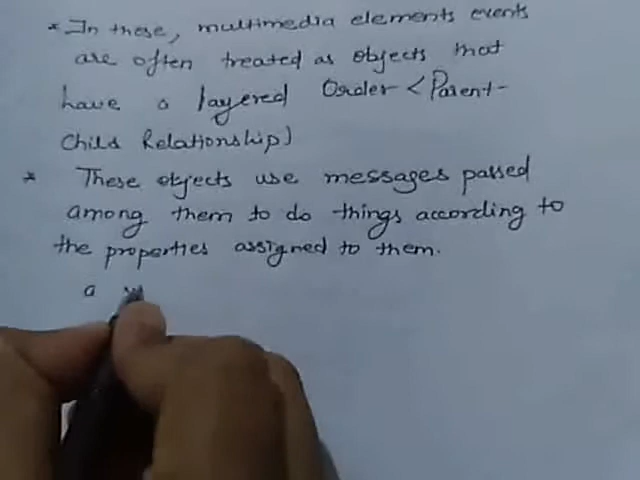 * In these, multimedia elements events
are often treated as objects that
have a layered Order < Parent-
Child Relationship)
* These objects use messages passed
among them to do things according to
the properties assigned to them.
a